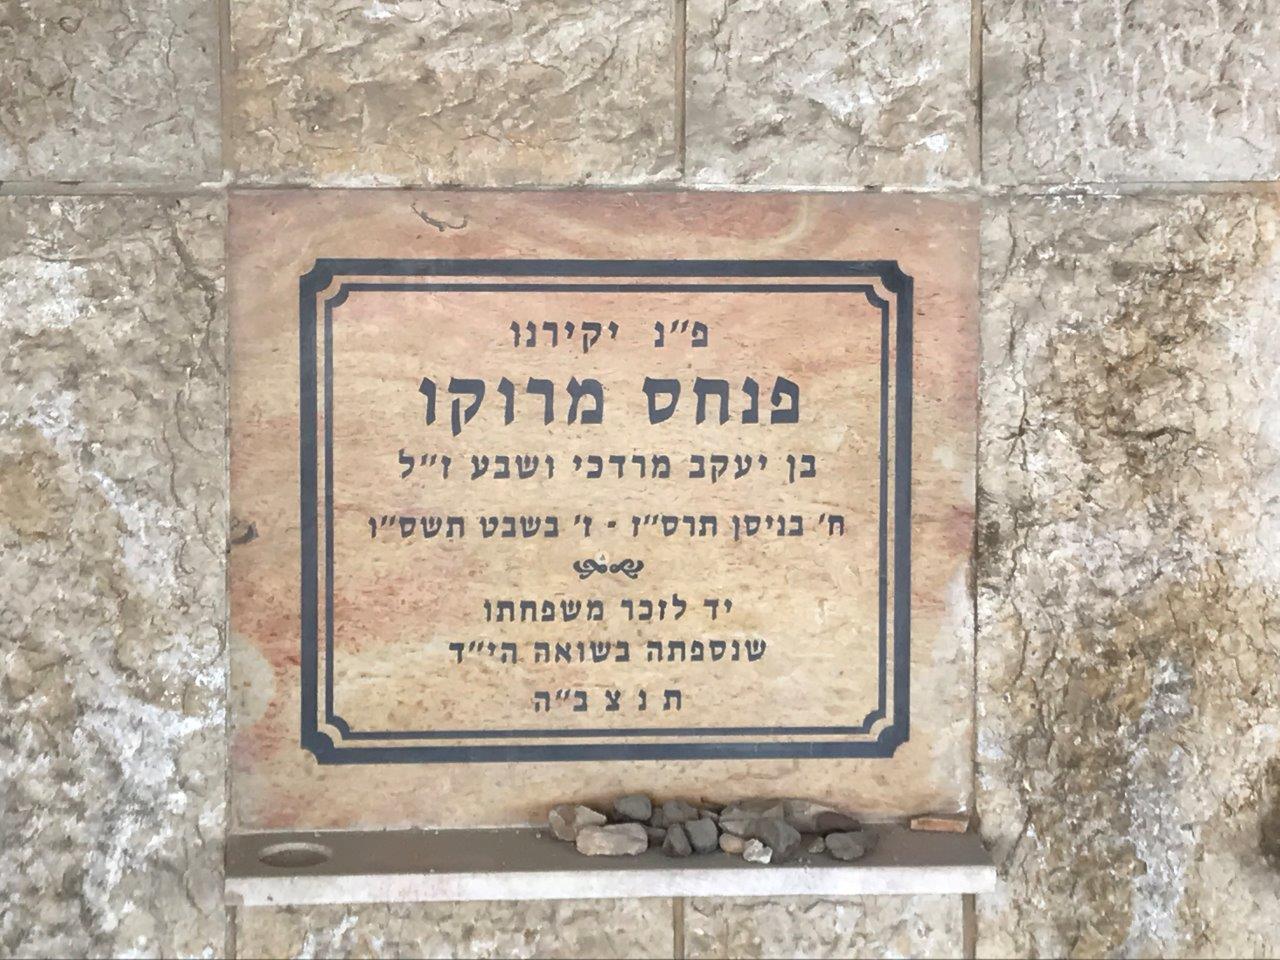 פ״נ יקירנו
פנחס מרוקו
בן יעקב מרדכי ושבע ז״ל
ח׳ בניסן תרס״ז - ז׳ בשבט תשס״ו
יד לזכר משפחתו
שנספתה בשואה הי״ד
ת נ צ ב״ה